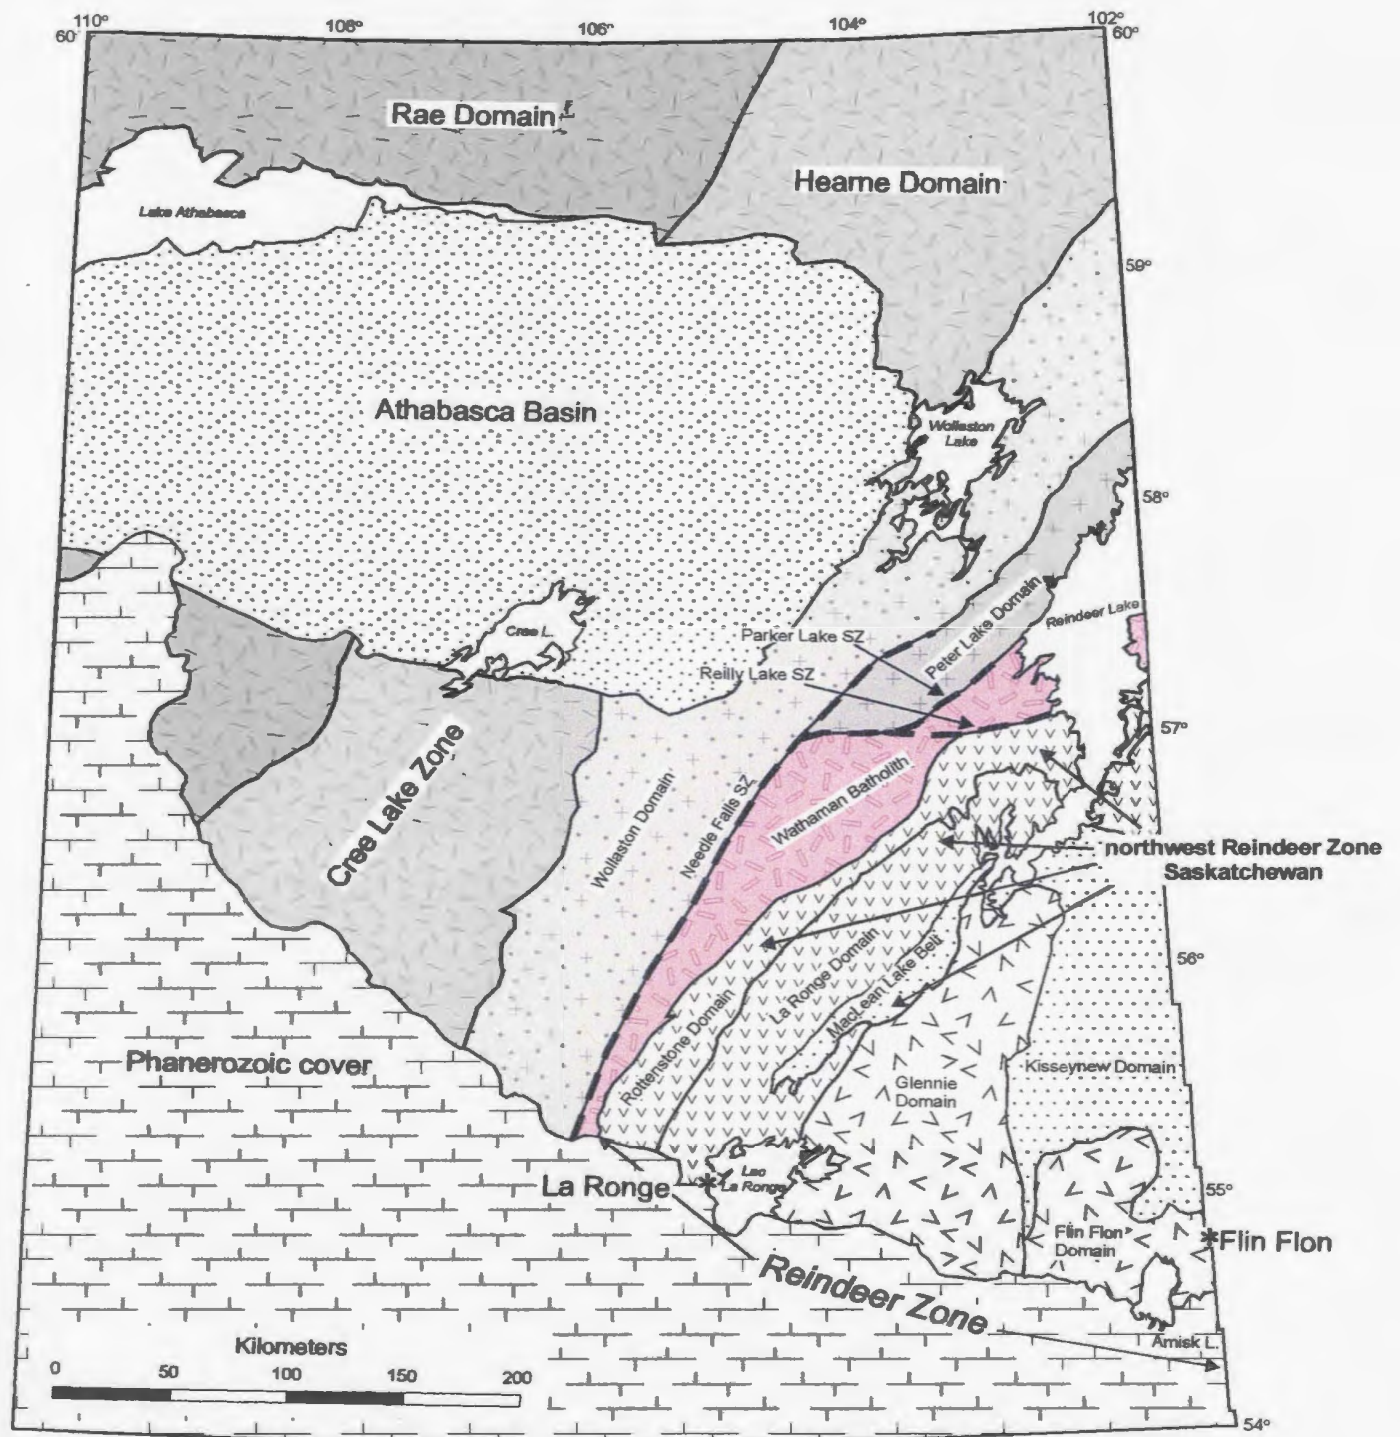 110°
108°
106°
104°
102°
60°
60°
Rae Domain
Hearne Domain
Lake Athabasca
59°
Athabasca Basin
Wollaston
Lake
58°
Cree L.
Parker Lake SZ
Reilly Lake SZ
Peter Lake Domain
Reindeer Lake
57°
Cree Lake Zone
Wollaston Domain
Needle Falls SZ
Wathaman Batholith
northwest Reindeer Zone
Saskatchewan
La Ronge Domain
MacLean Lake Belt
56°
Rottenstone Domain
Phanerozoic cover
Glennie
Domain
Kisseynew Domain
La Ronge *
Lac
La Ronge
55°
Flin Flon
Domain
*Flin Flon
Reindeer Zone
Amisk L.
Kilometers
0 50 100 150 200
54°